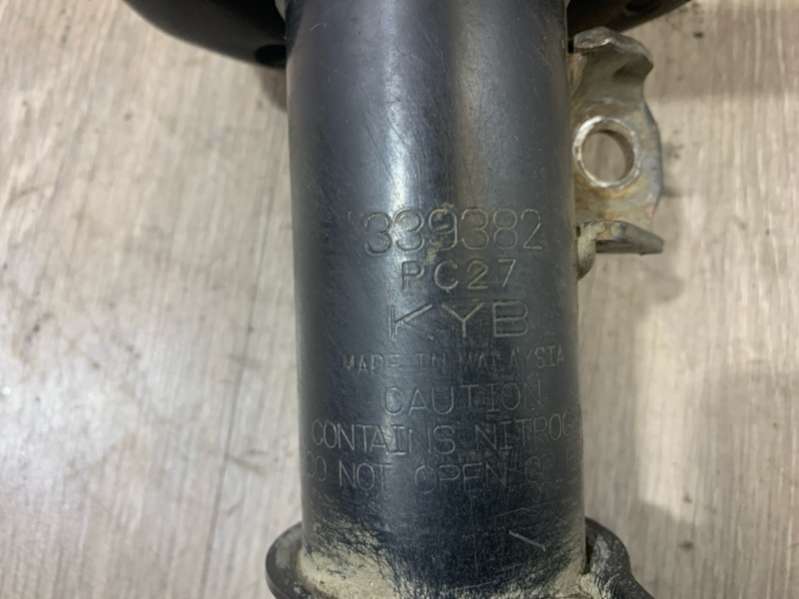 339382
PC27
KYB
MADE IN MALAYSIA
CAUTION
CONTAINS NITROG
DO NOT OPEN